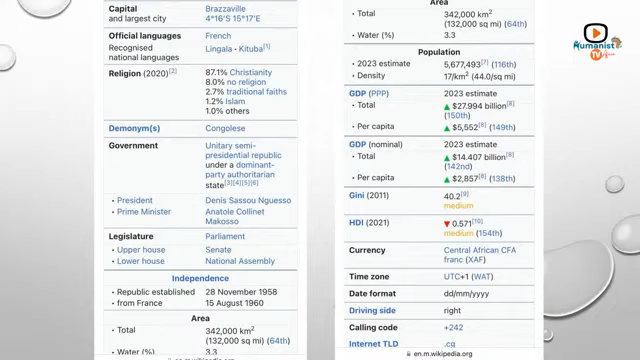 Capital
and largest city
Brazzaville
4°16′S 15°17′E
Official languages
French
Recognised
national languages
Lingala · Kituba[1]
Religion (2020)[2]
87.1% Christianity
8.0% no religion
2.7% traditional faiths
1.2% Islam
1.0% others
Demonym(s)
Congolese
Government
Unitary semi-
presidential republic
under a dominant-
party authoritarian
state[3][4][5][6]
• President
Denis Sassou Nguesso
• Prime Minister
Anatole Collinet
Makosso
Legislature
Parliament
• Upper house
Senate
• Lower house
National Assembly
Independence
• Republic established
28 November 1958
• from France
15 August 1960
Area
• Total
342,000 km2
(132,000 sq mi) (64th)
• Water (%)
3.3
en.m.wikipedia.org
Area
• Total
342,000 km2
(132,000 sq mi) (64th)
• Water (%)
3.3
Population
• 2023 estimate
5,677,493[7] (116th)
• Density
17/km2 (44.0/sq mi)
GDP (PPP)
2023 estimate
• Total
▲ $27.994 billion[8]
(150th)
• Per capita
▲ $5,552[8] (149th)
GDP (nominal)
2023 estimate
• Total
▲ $14.407 billion[8]
(142nd)
• Per capita
▲ $2,857[8] (138th)
Gini (2011)
40.2[9]
medium
HDI (2021)
▼ 0.571[10]
medium (154th)
Currency
Central African CFA
franc (XAF)
Time zone
UTC+1 (WAT)
Date format
dd/mm/yyyy
Driving side
right
Calling code
+242
Internet TLD
.cg
en.m.wikipedia.org
Humanist
TV